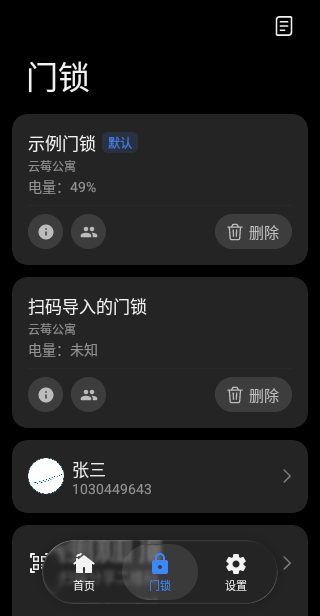 门锁
示例门锁 默认
云莓公寓
电量：49%
删除
扫码导入的门锁
云莓公寓
电量：未知
删除
张三
1030449643
首页 门锁 设置